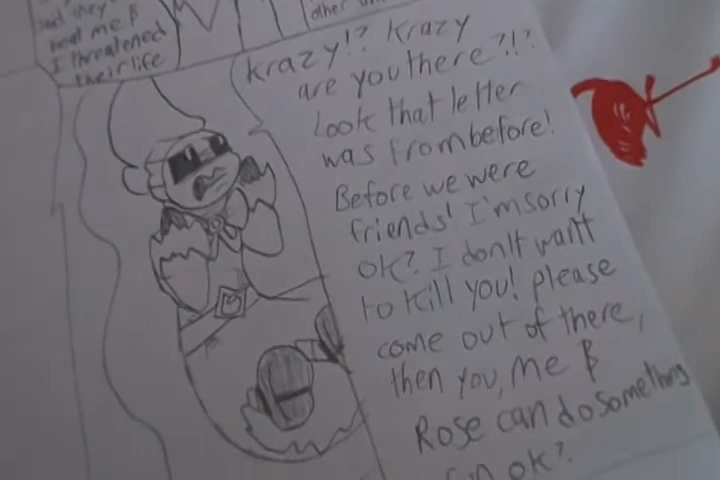 said they'd
beat me &
I threatened
their life
other
Krazy!? Krazy
are you there?!?
Look that letter
was from before!
Before we were
friends! I'm sorry
ok? I don't want
to kill you! please
come out of there,
then you, me &
Rose can do something
fun ok?